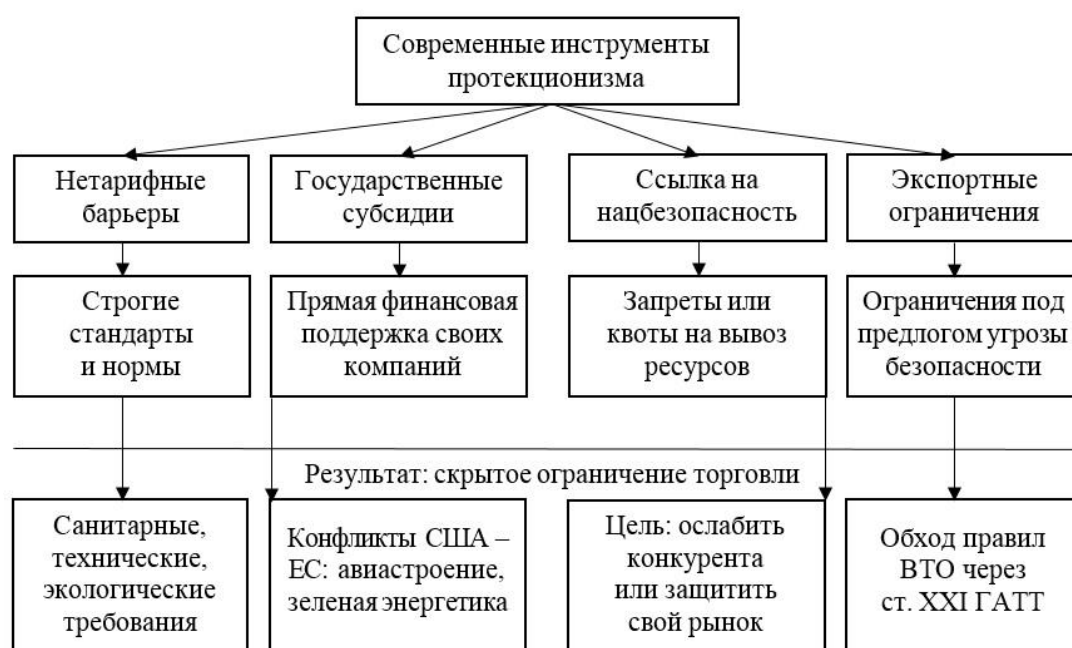 Современные инструменты
протекционизма
Нетарифные
барьеры
Государственные
субсидии
Ссылка на
нацбезопасность
Экспортные
ограничения
Строгие
стандарты
и нормы
Прямая финансовая
поддержка своих
компаний
Запреты или
квоты на вывоз
ресурсов
Ограничения под
предлогом угрозы
безопасности
Результат: скрытое ограничение торговли
Санитарные,
технические,
экологические
требования
Конфликты США –
ЕС: авиастроение,
зеленая энергетика
Цель: ослабить
конкурента
или защитить
свой рынок
Обход правил
ВТО через
ст. XXI ГАТТ